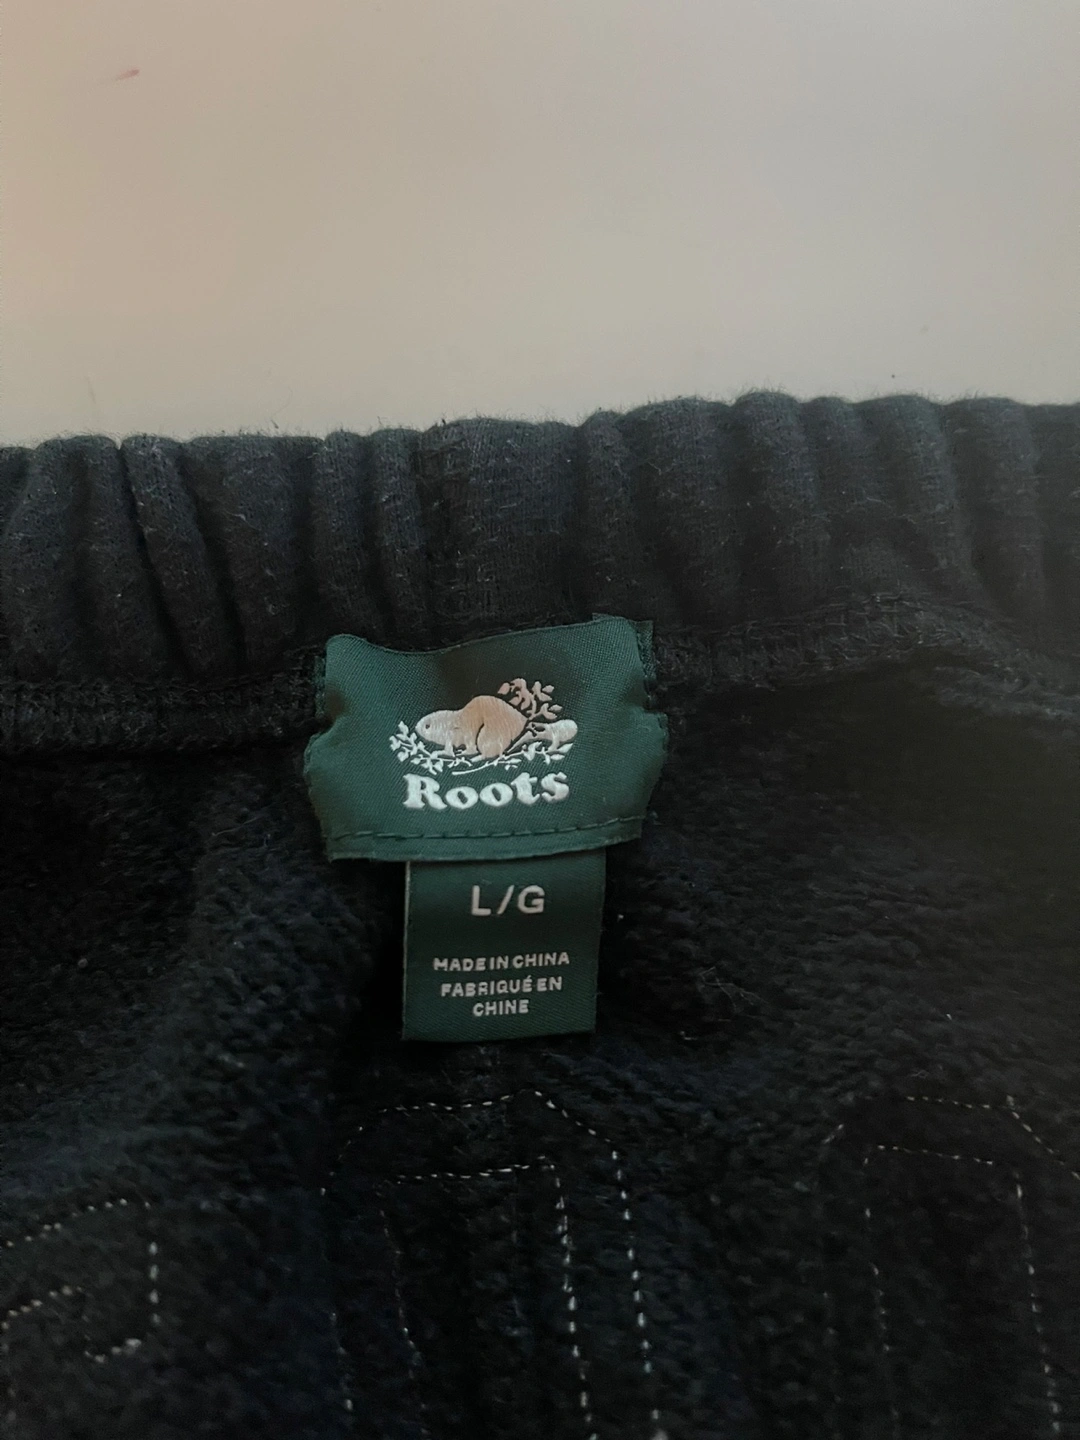 Roots
L/G
MADE IN CHINA
FABRIQUÉ EN
CHINE